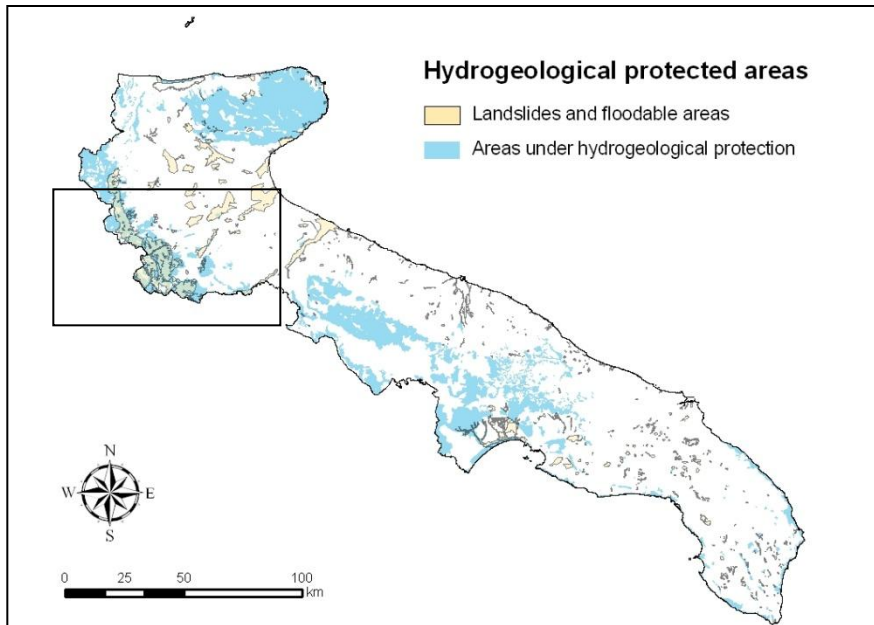 Hydrogeological protected areas
Landslides and floodable areas
Areas under hydrogeological protection
N
W E
S
0 25 50 100
km